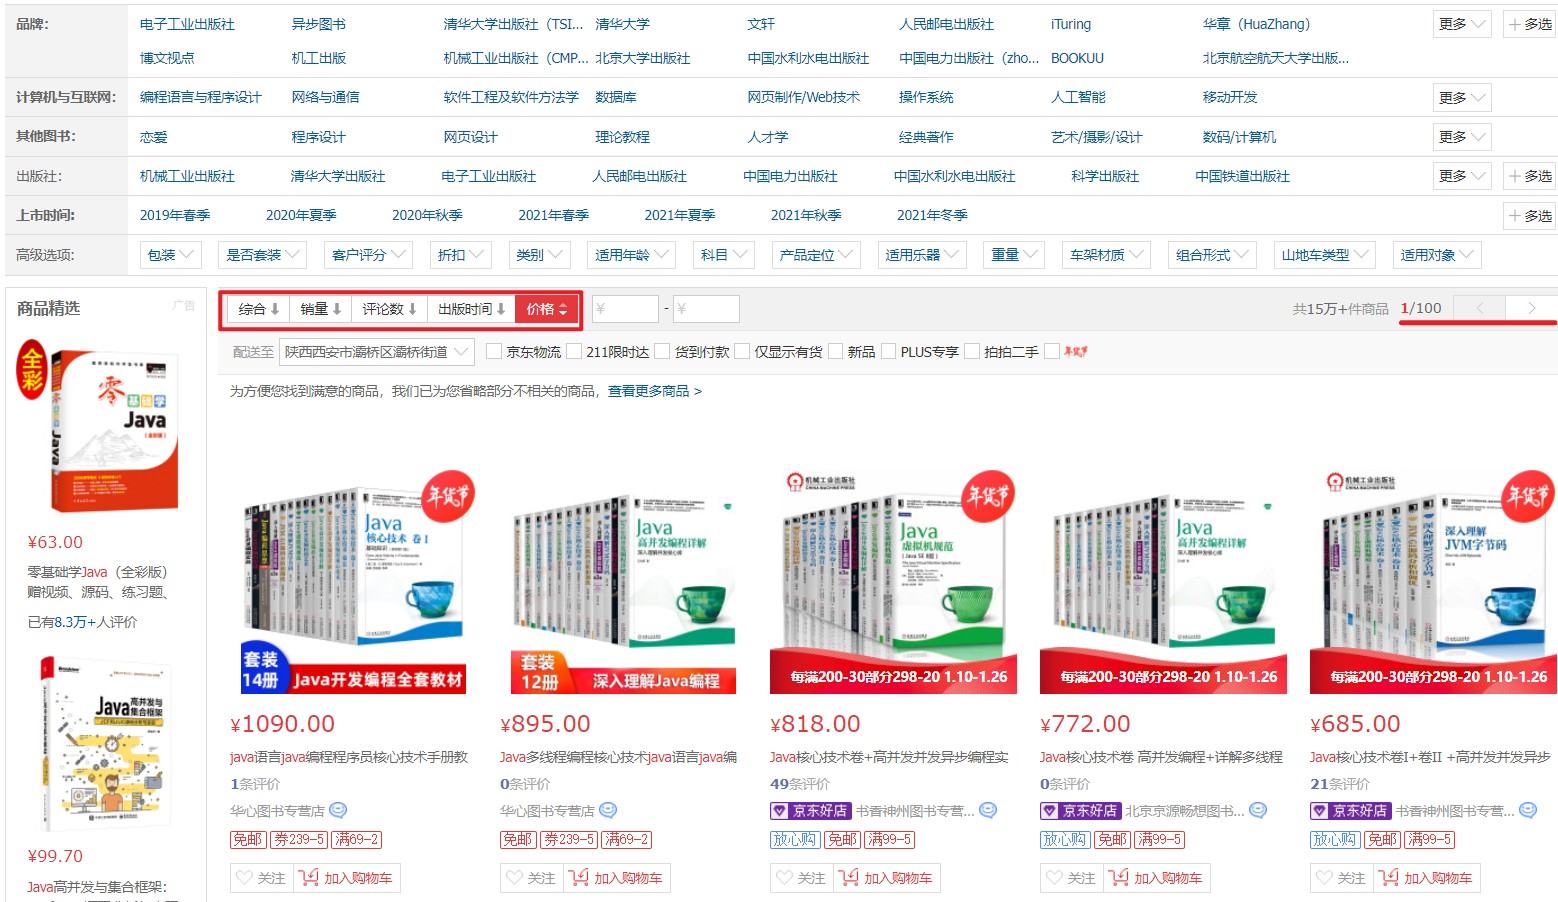 品牌： 电子工业出版社 异步图书 清华大学出版社（TSI... 清华大学 文轩 人民邮电出版社 iTuring 华章（HuaZhang） 更多 + 多选
博文视点 机工出版 机械工业出版社（CMP... 北京大学出版社 中国水利水电出版社 中国电力出版社（zho... BOOKUU 北京航空航天大学出版...
计算机与互联网： 编程语言与程序设计 网络与通信 软件工程及软件方法学 数据库 网页制作/Web技术 操作系统 人工智能 移动开发 更多
其他图书： 恋爱 程序设计 网页设计 理论教程 人才学 经典著作 艺术/摄影/设计 数码/计算机 更多
出版社： 机械工业出版社 清华大学出版社 电子工业出版社 人民邮电出版社 中国电力出版社 中国水利水电出版社 科学出版社 中国铁道出版社 更多 + 多选
上市时间： 2019年春季 2020年夏季 2020年秋季 2021年春季 2021年夏季 2021年秋季 2021年冬季 + 多选
高级选项： 包装 是否套装 客户评分 折扣 类别 适用年龄 科目 产品定位 适用乐器 重量 车架材质 组合形式 山地车类型 适用对象
商品精选 广告
全彩
零基础学Java
¥63.00
零基础学Java（全彩版）
赠视频、源码、练习题、
已有8.3万+人评价
Java高并发与集合框架
¥99.70
Java高并发与集合框架：
综合↓ 销量↓ 评论数↓ 出版时间↓ 价格 ¥ - ¥ 共15万+件商品 1/100 < >
配送至 陕西西安市灞桥区灞桥街道 京东物流 211限时达 货到付款 仅显示有货 新品 PLUS专享 拍拍二手 年货节
为方便您找到满意的商品，我们已为您省略部分不相关的商品，查看更多商品 >
年货节
Java
核心技术 卷I
套装14册 Java开发编程全套教材
¥1090.00
java语言java编程程序员核心技术手册教
1条评价
华心图书专营店
免邮 券239-5 满69-2
关注 加入购物车
Java
高并发编程详解
套装12册 深入理解Java编程
¥895.00
Java多线程编程核心技术java语言java编
0条评价
华心图书专营店
免邮 券239-5 满69-2
关注 加入购物车
机械工业出版社
CHINA MACHINE PRESS
年货节
Java
虚拟机规范
每满200-30部分298-20 1.10-1.26
¥818.00
Java核心技术卷+高并发并发异步编程实
49条评价
京东好店 书香神州图书专营...
放心购 免邮 满99-5
关注 加入购物车
Java
高并发编程详解
每满200-30部分298-20 1.10-1.26
¥772.00
Java核心技术卷 高并发编程+详解多线程
0条评价
京东好店 北京京源畅想图书...
放心购 免邮 满99-5
关注 加入购物车
机械工业出版社
CHINA MACHINE PRESS
年货节
深入理解
JVM字节码
每满200-30部分298-20 1.10-1.26
¥685.00
Java核心技术卷I+卷II +高并发并发异步
21条评价
京东好店 书香神州图书专营...
放心购 免邮 满99-5
关注 加入购物车